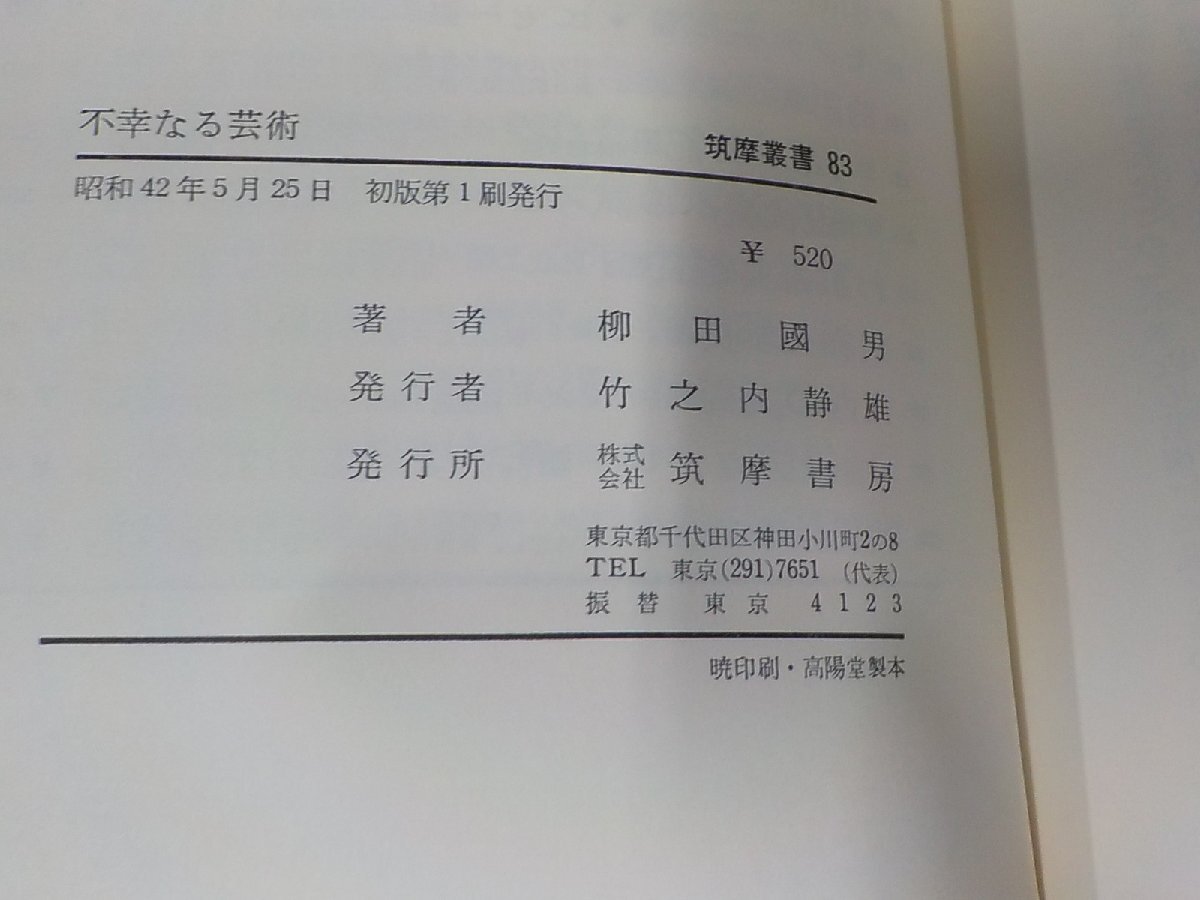 不幸なる芸術
筑摩叢書 83
昭和42年5月25日 初版第1刷発行
¥ 520
著者 柳田國男
発行者 竹之内静雄
発行所 株式会社 筑摩書房
東京都千代田区神田小川町2の8
TEL 東京(291)7651 (代表)
振替 東京 4123
暁印刷・高陽堂製本